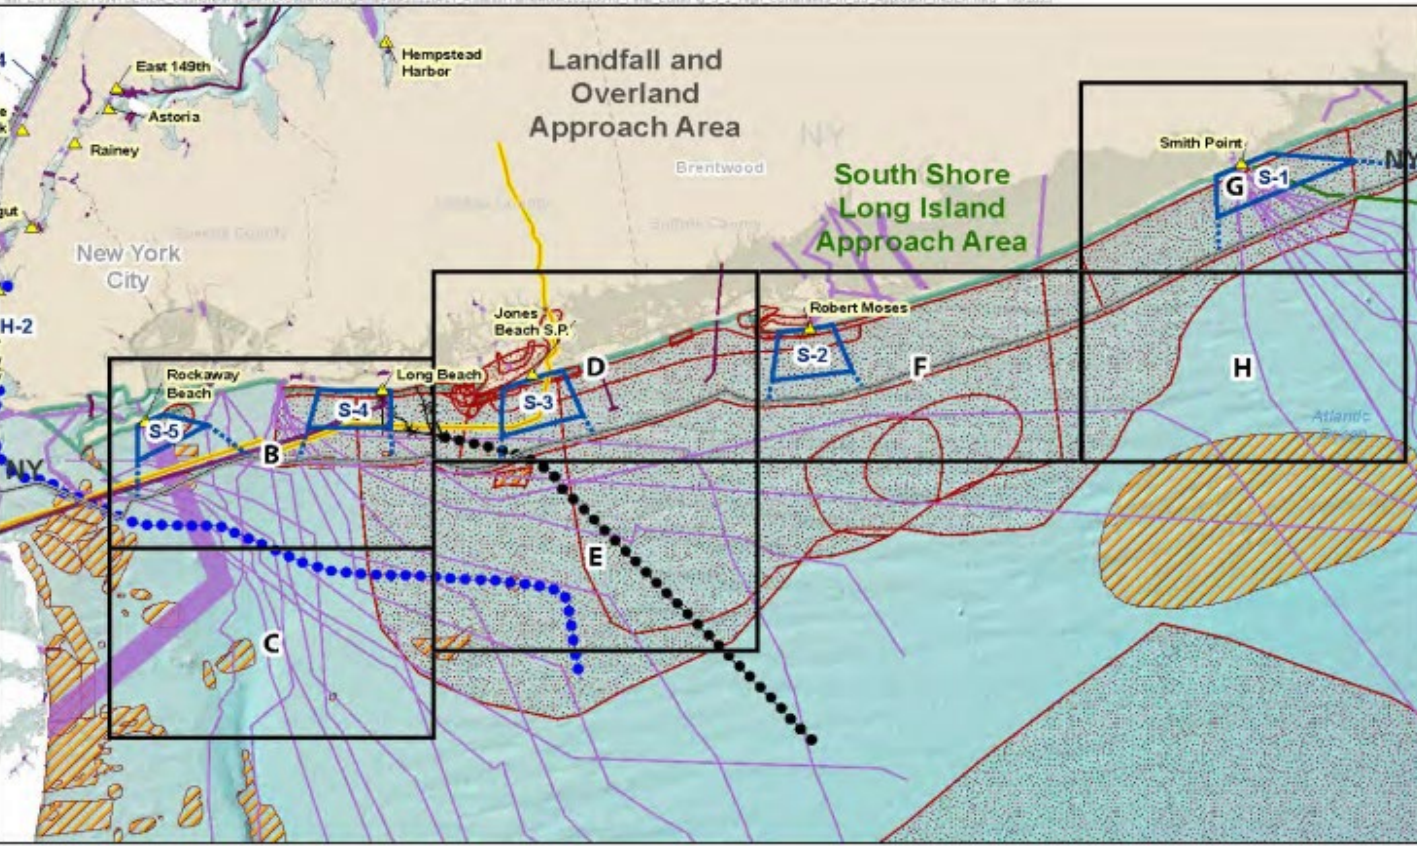 Hempstead
Harbor
East 149th
Astoria
Rainey
Landfall and
Overland
Approach Area
NY
Brentwood
Smith Point
South Shore
Long Island
Approach Area
G
S-1
NY
New York
City
H-2
Jones
Beach S.P.
Robert Moses
S-2
D
F
H
Rockaway
Beach
Long Beach
S-5
S-4
S-3
B
NY
Atlantic
E
C